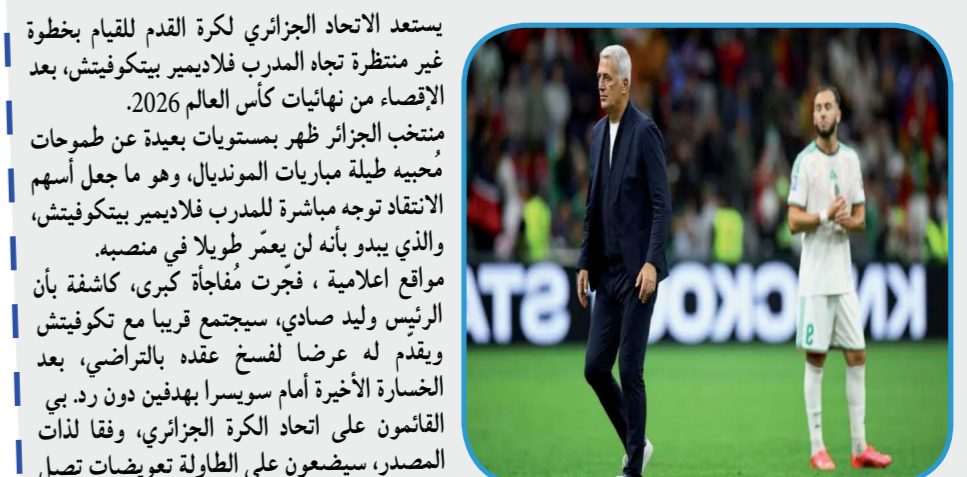 يستعد الاتحاد الجزائري لكرة القدم للقيام بخطوة
غير منتظرة تجاه المدرب فلاديمير بيتكوفيتش، بعد
الإقصاء من نهائيات كأس العالم 2026.
منتخب الجزائر ظهر بمستويات بعيدة عن طموحات
مُحبيه طيلة مباريات المونديال، وهو ما جعل أسهم
الانتقاد توجه مباشرة للمدرب فلاديمير بيتكوفيتش،
والذي يبدو بأنه لن يعمّر طويلا في منصبه.
مواقع اعلامية ، فجّرت مُفاجأة كبرى، كاشفة بأن
الرئيس وليد صادي، سيجتمع قريبا مع تكوفيتش
ويقدّم له عرضا لفسخ عقده بالتراضي، بعد
الخسارة الأخيرة أمام سويسرا بهدفين دون رد. بي
القائمون على اتحاد الكرة الجزائري، وفقا لذات
المصدر، سيضعون على الطاولة تعويضات تصل
9